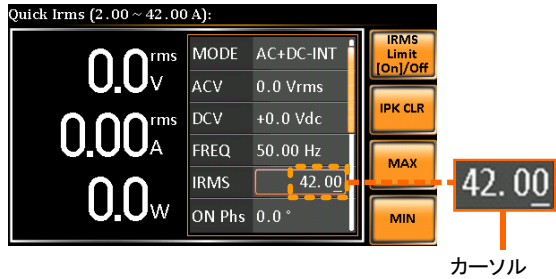 Quick Irms (2.00 ~ 42.00 A):
0.0 rms V
0.00 rms A
0.0 W
MODE AC+DC-INT
ACV 0.0 Vrms
DCV +0.0 Vdc
FREQ 50.00 Hz
IRMS 42.00
ON Phs 0.0 °
IRMS
Limit
[On]/Off
IPK CLR
MAX
MIN
42.00
カーソル